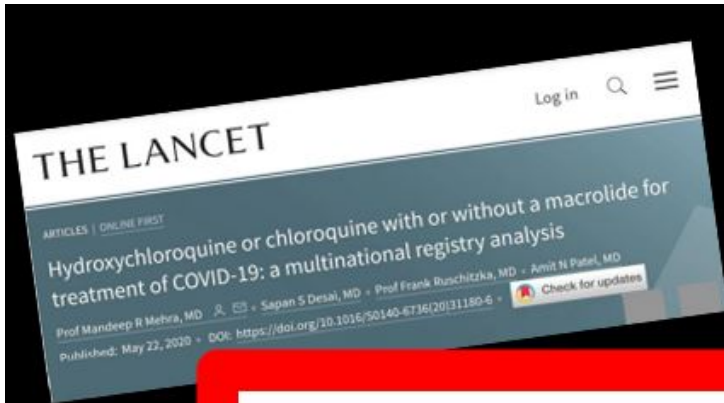 THE LANCET
Log in
ARTICLES | ONLINE FIRST
Hydroxychloroquine or chloroquine with or without a macrolide for
treatment of COVID-19: a multinational registry analysis
Prof Mandeep R Mehra, MD • Sapan S Desai, MD • Prof Frank Ruschitzka, MD • Amit N Patel, MD
Published: May 22, 2020 • DOI: https://doi.org/10.1016/S0140-6736(20)31180-6 • Check for updates